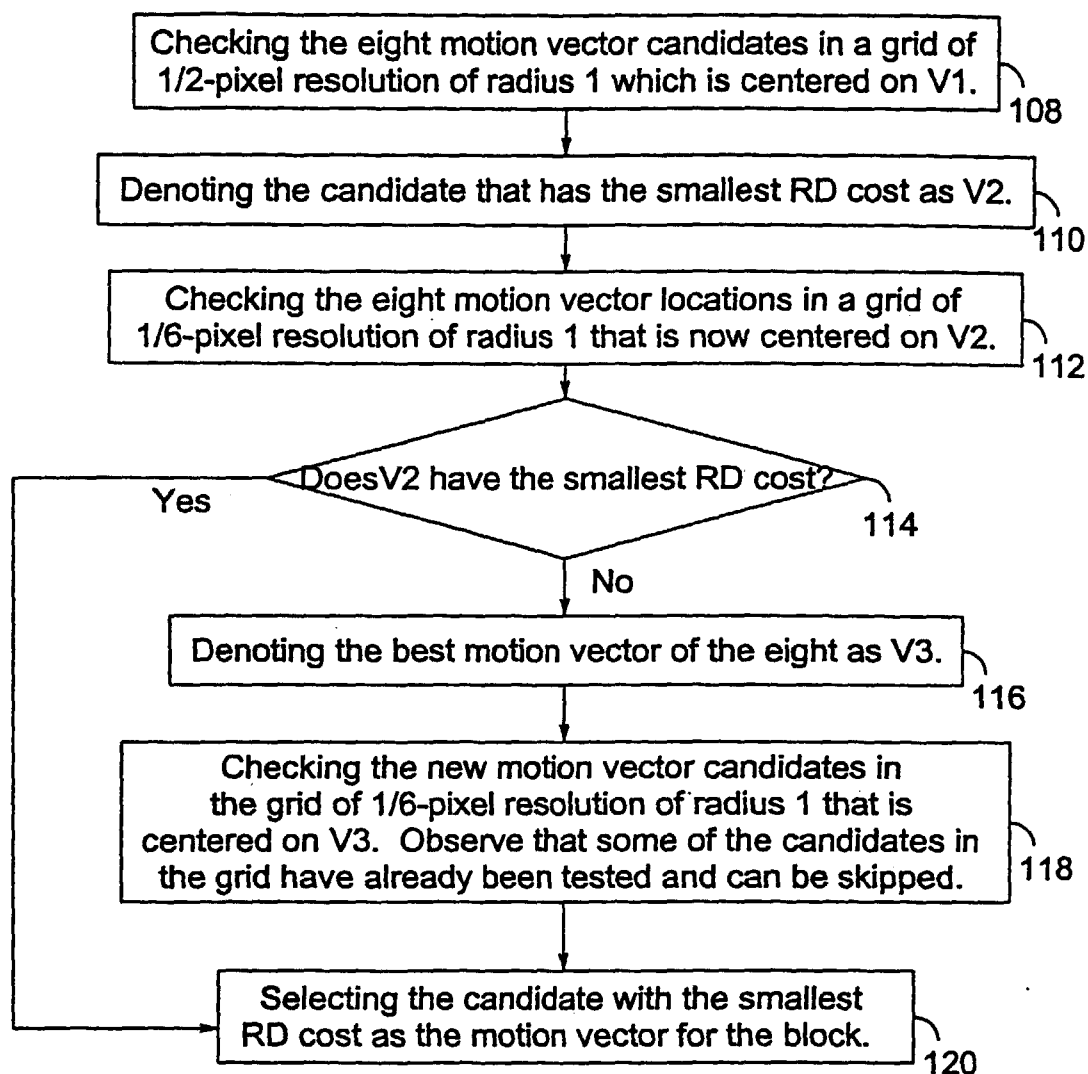 Checking the eight motion vector candidates in a grid of
1/2-pixel resolution of radius 1 which is centered on V1.
108
Denoting the candidate that has the smallest RD cost as V2.
110
Checking the eight motion vector locations in a grid of
1/6-pixel resolution of radius 1 that is now centered on V2.
112
DoesV2 have the smallest RD cost?
Yes
114
No
Denoting the best motion vector of the eight as V3.
116
Checking the new motion vector candidates in
the grid of 1/6-pixel resolution of radius 1 that is
centered on V3. Observe that some of the candidates in
the grid have already been tested and can be skipped.
118
Selecting the candidate with the smallest
RD cost as the motion vector for the block.
120